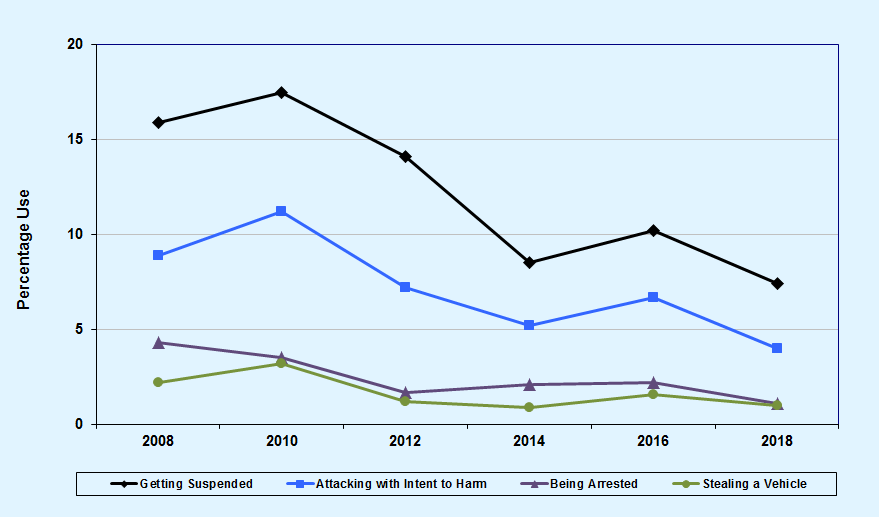 20
15
10
5
0
Percentage Use
2008 2010 2012 2014 2016 2018
Getting Suspended Attacking with Intent to Harm Being Arrested Stealing a Vehicle